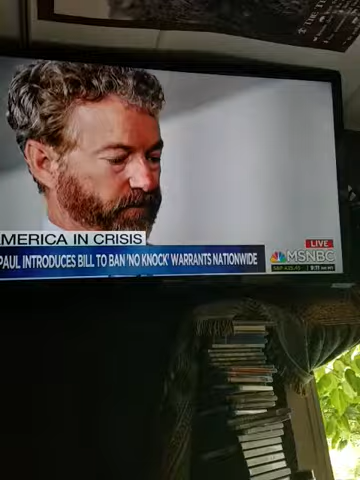 LIVE
MERICA IN CRISIS
PAUL INTRODUCES BILL TO BAN 'NO KNOCK' WARRANTS NATIONWIDE
MSNBC